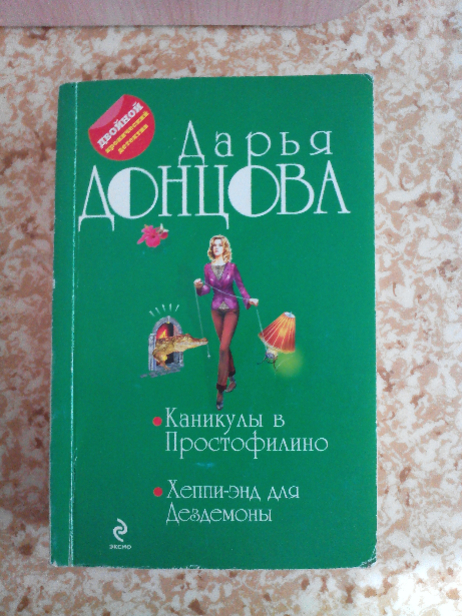 ДВОЙНОЙ
иронический
детектив
Дарья
ДОНЦОВА
Каникулы в
Простофилино
Хеппи-энд для
Дездемоны
ЭКСМО